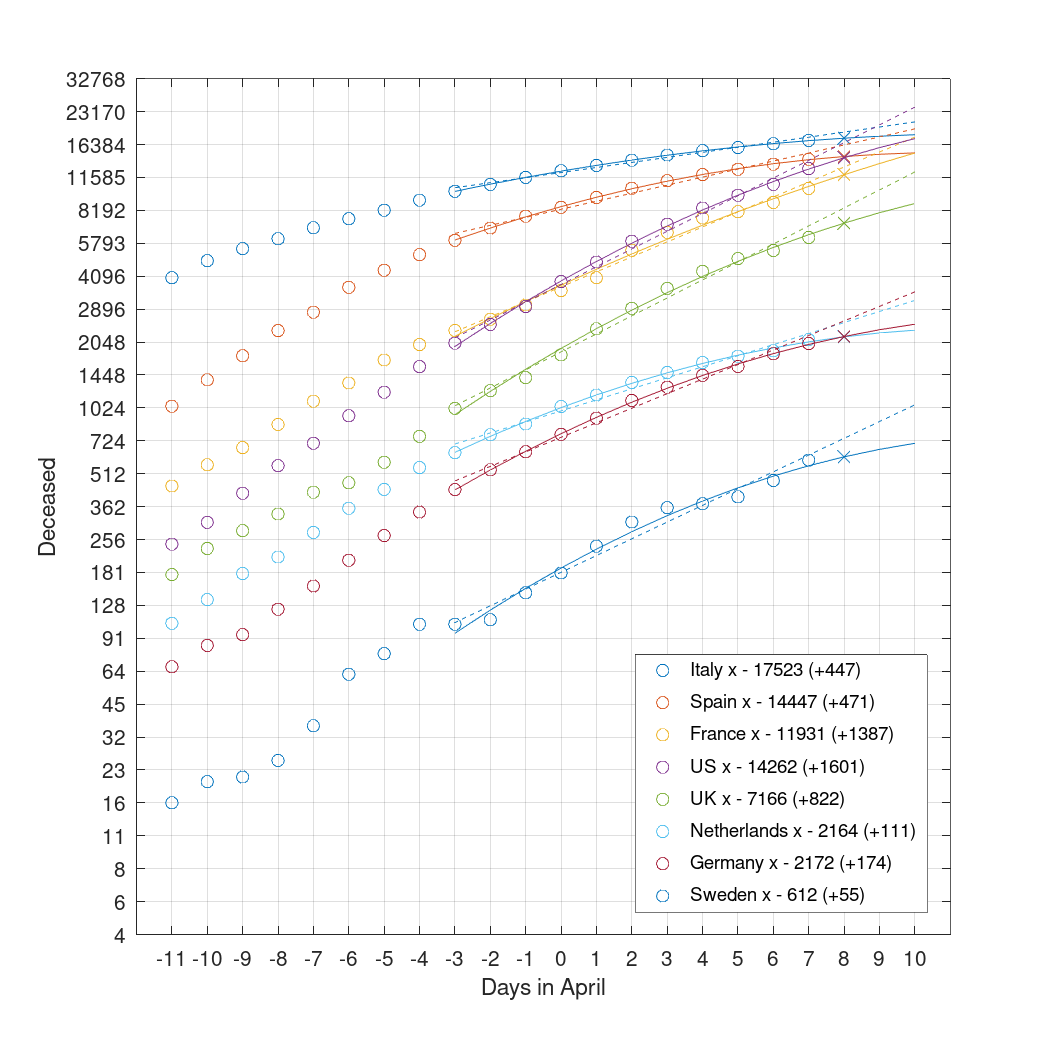 32768
23170
16384
11585
8192
5793
4096
2896
2048
1448
1024
724
512
362
256
181
128
91
64
45
32
23
16
11
8
6
4
Deceased
Italy x - 17523 (+447)
Spain x - 14447 (+471)
France x - 11931 (+1387)
US x - 14262 (+1601)
UK x - 7166 (+822)
Netherlands x - 2164 (+111)
Germany x - 2172 (+174)
Sweden x - 612 (+55)
-11 -10 -9 -8 -7 -6 -5 -4 -3 -2 -1 0 1 2 3 4 5 6 7 8 9 10
Days in April